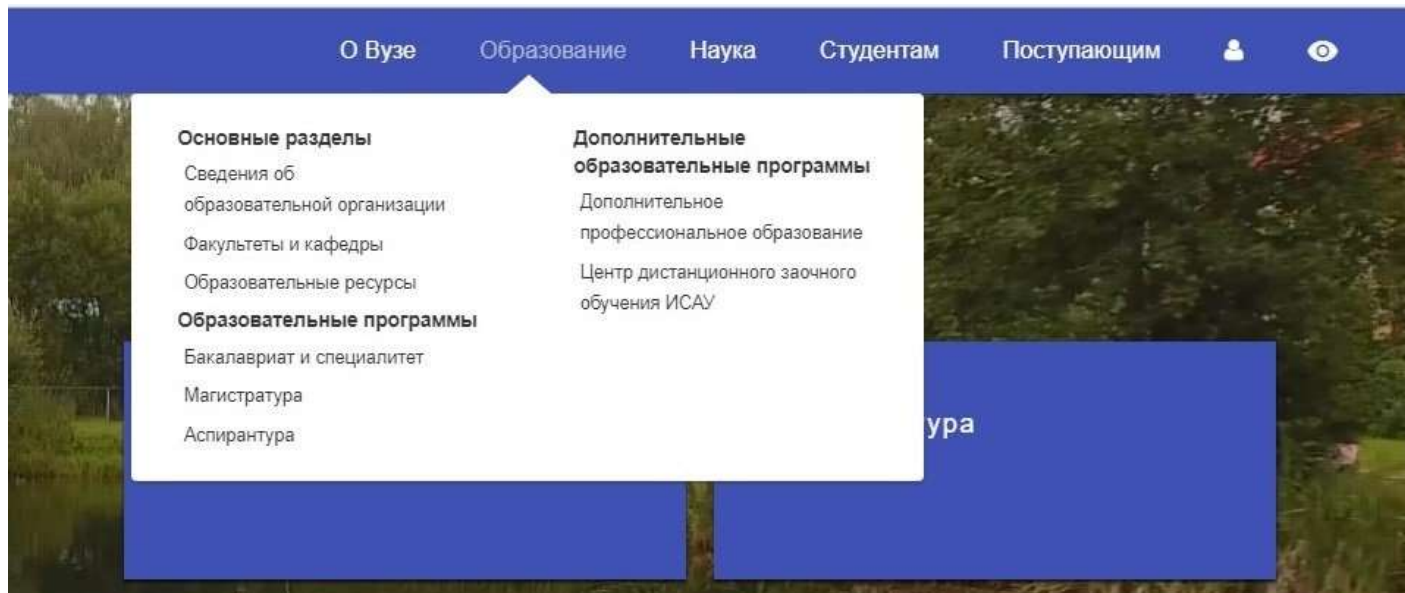 О Вузе Образование Наука Студентам Поступающим
Основные разделы
Сведения об
образовательной организации
Факультеты и кафедры
Образовательные ресурсы
Образовательные программы
Бакалавриат и специалитет
Магистратура
Аспирантура
Дополнительные
образовательные программы
Дополнительное
профессиональное образование
Центр дистанционного заочного
обучения ИСАУ
ура